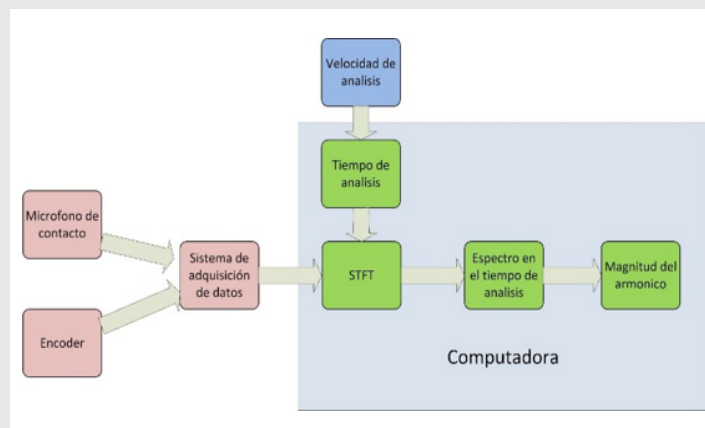 Velocidad de
analisis
Tiempo de
analisis
Microfono de
contacto
Sistema de
adquisición
de datos
STFT
Espectro en
el tiempo de
analisis
Magnitud del
armonico
Encoder
Computadora